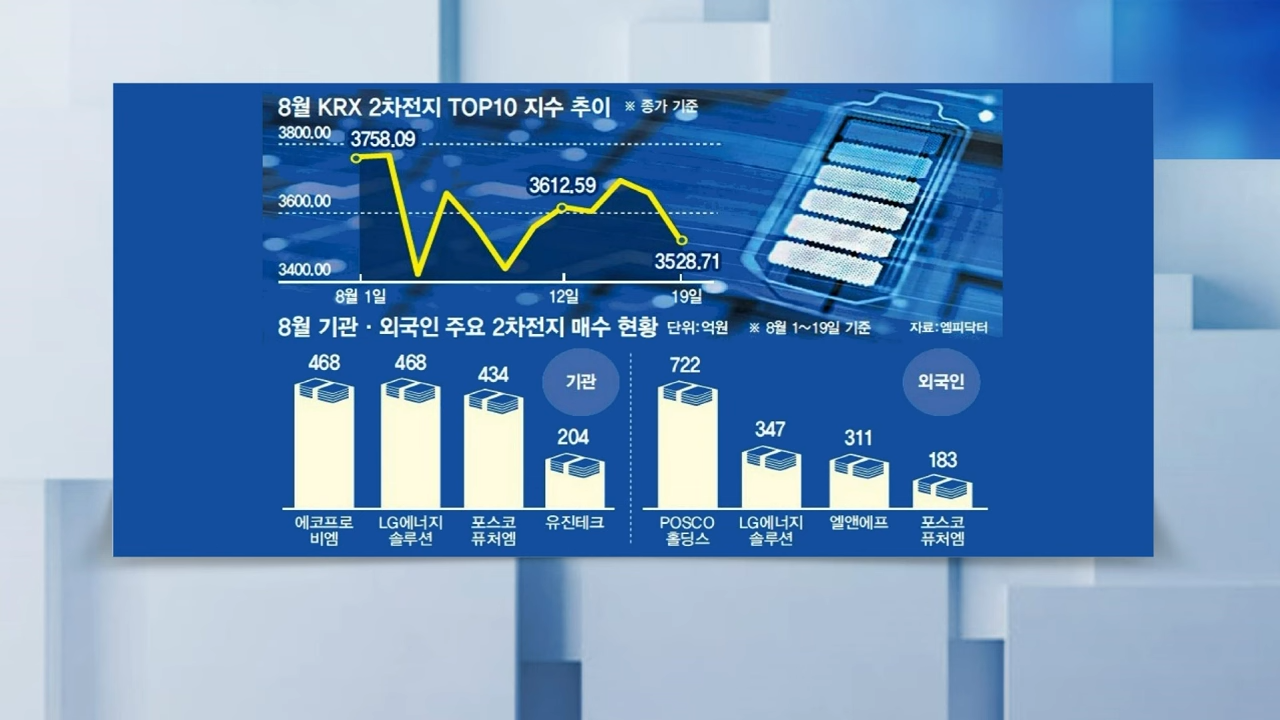 8월 KRX 2차전지 TOP10 지수 추이 ※ 종가 기준
3800.00
3758.09
3612.59
3600.00
3528.71
3400.00
8월 1일 12일 19일
8월 기관·외국인 주요 2차전지 매수 현황 단위:억원 ※ 8월 1~19일 기준 자료:엠피닥터
기관
468 468 434 204
에코프로 LG에너지 포스코 유진테크
비엠 솔루션 퓨처엠
외국인
722 347 311 183
POSCO LG에너지 엘앤에프 포스코
홀딩스 솔루션 퓨처엠